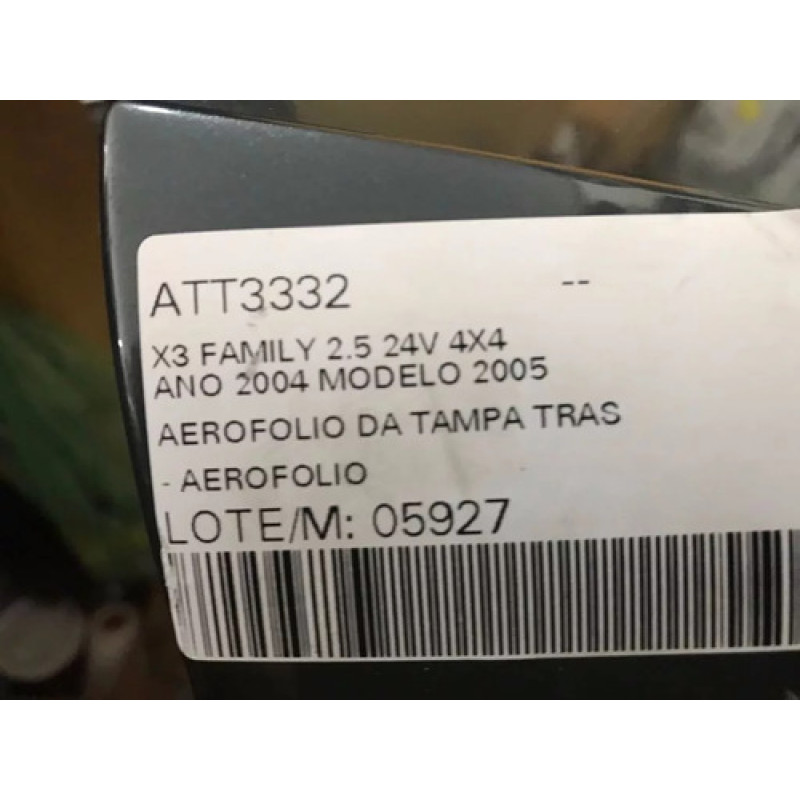 ATT3332 --
X3 FAMILY 2.5 24V 4X4
ANO 2004 MODELO 2005
AEROFOLIO DA TAMPA TRAS
- AEROFOLIO
LOTE/M: 05927